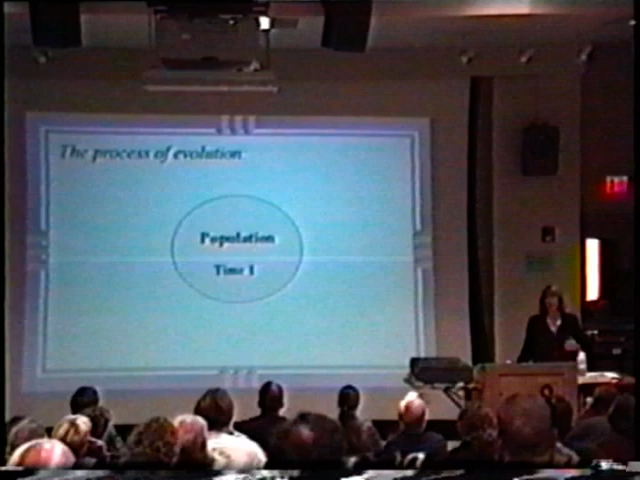 The process of evolution
Population
Time 1